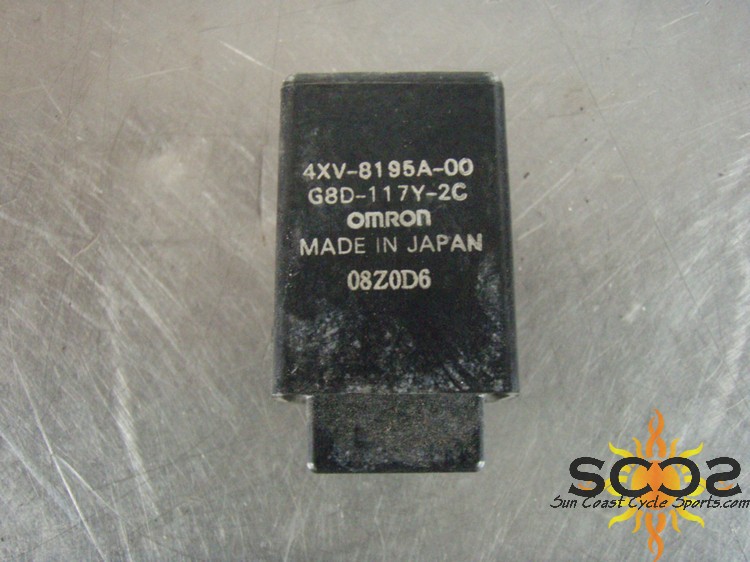 4XV-8195A-00
G8D-117Y-2C
OMRON
MADE IN JAPAN
08Z0D6
SCCS
Sun Coast Cycle Sports.com